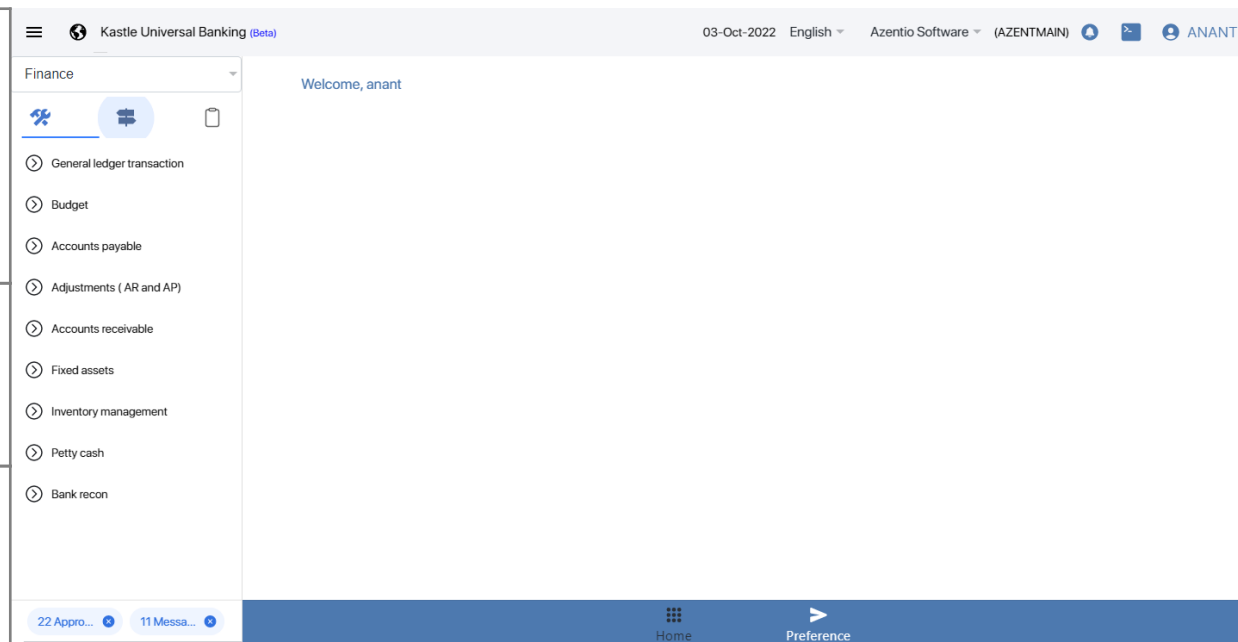 Kastle Universal Banking (Beta) 03-Oct-2022 English Azentio Software (AZENTMAIN) ANANT
Finance
Welcome, anant
General ledger transaction
Budget
Accounts payable
Adjustments ( AR and AP)
Accounts receivable
Fixed assets
Inventory management
Petty cash
Bank recon
22 Appro... 11 Messa...
Home Preference